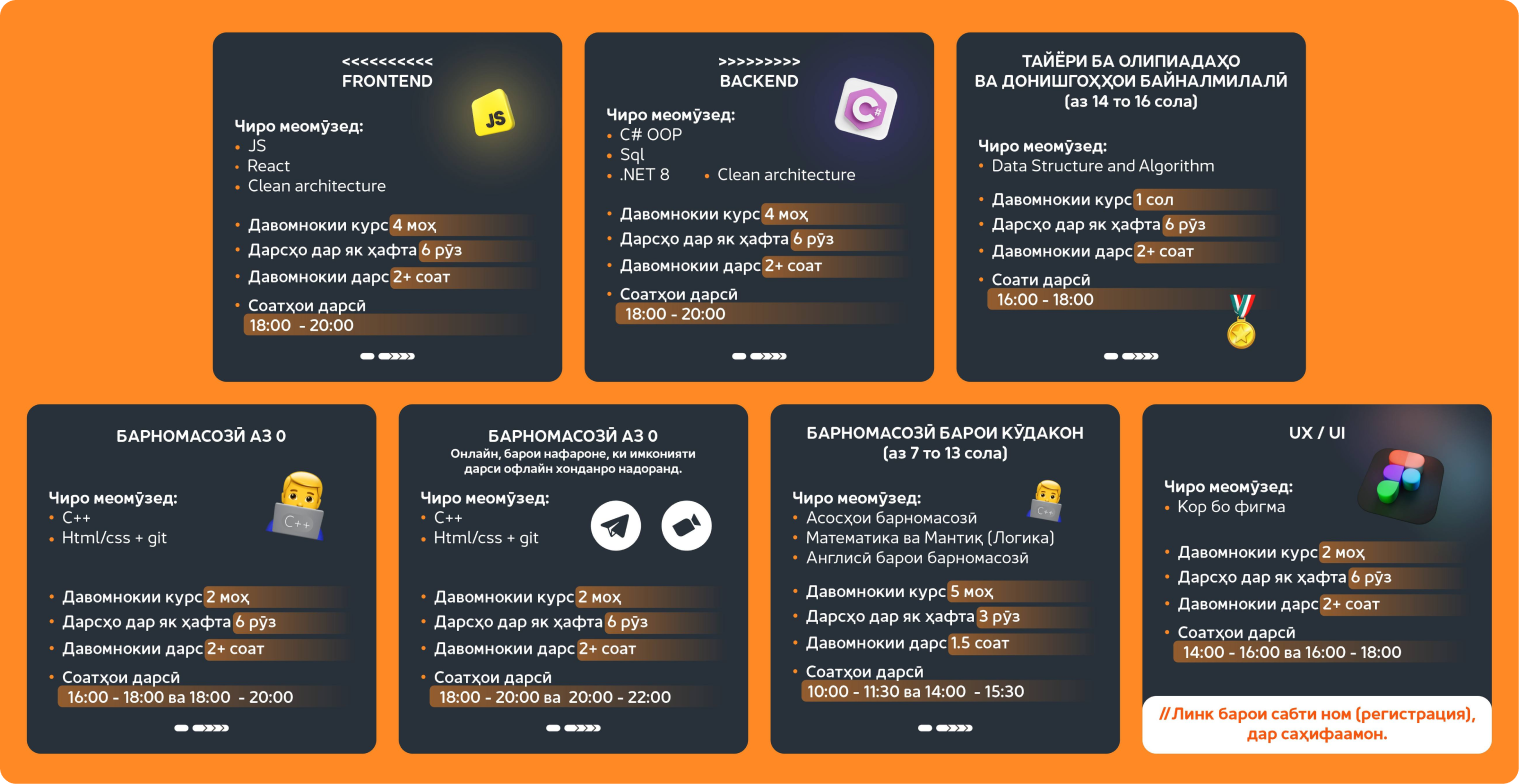 <<<<<<<<<<
FRONTEND
JS
Чиро меомӯзед:
• JS
• React
• Clean architecture
• Давомнокии курс 4 моҳ
• Дарсҳо дар як ҳафта 6 рӯз
• Давомнокии дарс 2+ соат
• Соатҳои дарсӣ
18:00 - 20:00
>>>>>>>>>
BACKEND
C#
Чиро меомӯзед:
• C# OOP
• Sql
• .NET 8 • Clean architecture
• Давомнокии курс 4 моҳ
• Дарсҳо дар як ҳафта 6 рӯз
• Давомнокии дарс 2+ соат
• Соатҳои дарсӣ
18:00 - 20:00
ТАЙЁРИ БА ОЛИПИАДАҲО
ВА ДОНИШГОҲҲОИ БАЙНАЛМИЛАЛӢ
(аз 14 то 16 сола)
Чиро меомӯзед:
• Data Structure and Algorithm
• Давомнокии курс 1 сол
• Дарсҳо дар як ҳафта 6 рӯз
• Давомнокии дарс 2+ соат
• Соати дарсӣ
16:00 - 18:00
БАРНОМАСОЗӢ АЗ 0
Чиро меомӯзед:
• C++
• Html/css + git
C++
• Давомнокии курс 2 моҳ
• Дарсҳо дар як ҳафта 6 рӯз
• Давомнокии дарс 2+ соат
• Соатҳои дарсӣ
16:00 - 18:00 ва 18:00 - 20:00
БАРНОМАСОЗӢ АЗ 0
Онлайн, барои нафароне, ки имконияти
дарси офлайн хонданро надоранд.
Чиро меомӯзед:
• C++
• Html/css + git
• Давомнокии курс 2 моҳ
• Дарсҳо дар як ҳафта 6 рӯз
• Давомнокии дарс 2+ соат
• Соатҳои дарсӣ
18:00 - 20:00 ва 20:00 - 22:00
БАРНОМАСОЗӢ БАРОИ КӮДАКОН
(аз 7 то 13 сола)
Чиро меомӯзед:
C++
• Асосҳои барномасозӣ
• Математика ва Мантиқ (Логика)
• Англисӣ барои барномасозӣ
• Давомнокии курс 5 моҳ
• Дарсҳо дар як ҳафта 3 рӯз
• Давомнокии дарс 1.5 соат
• Соатҳои дарсӣ
10:00 - 11:30 ва 14:00 - 15:30
UX / UI
Чиро меомӯзед:
• Кор бо фигма
• Давомнокии курс 2 моҳ
• Дарсҳо дар як ҳафта 6 рӯз
• Давомнокии дарс 2+ соат
• Соатҳои дарсӣ
14:00 - 16:00 ва 16:00 - 18:00
//Линк барои сабти ном (регистрация),
дар саҳифаамон.